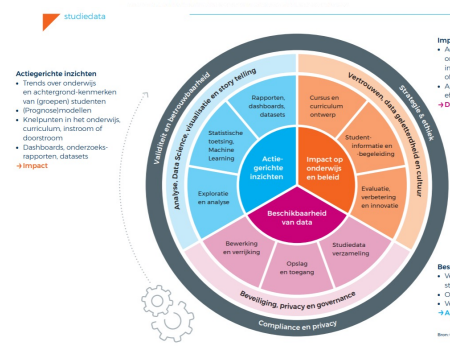 studiedata
Actiegerichte inzichten
• Trends over onderwijs
en achtergrond-kenmerken
van (groepen) studenten
• (Prognose)modellen
• Knelpunten in het onderwijs,
curriculum, instroom of
doorstroom
• Dashboards, onderzoeks-
rapporten, datasets
→ Impact
Validiteit en betrouwbaarheid
Strategie & ethiek
Compliance en privacy
Analyse, Data Science, visualisatie en story telling
Vertrouwen, data geletterdheid en cultuur
Beveiliging, privacy en governance
Rapporten,
dashboards,
datasets
Statistische
toetsing,
Machine
Learning
Exploratie
en analyse
Cursus en
curriculum
ontwerp
Student-
informatie en
-begeleiding
Evaluatie,
verbetering
en innovatie
Actie-
gerichte
inzichten
Impact op
onderwijs
en beleid
Beschikbaarheid
van data
Bewerking
en verrijking
Opslag
en toegang
Studiedata
verzameling
Imp
• A
o
in
o
• A
e
→ D
Bes
• V
st
• O
• V
→ A